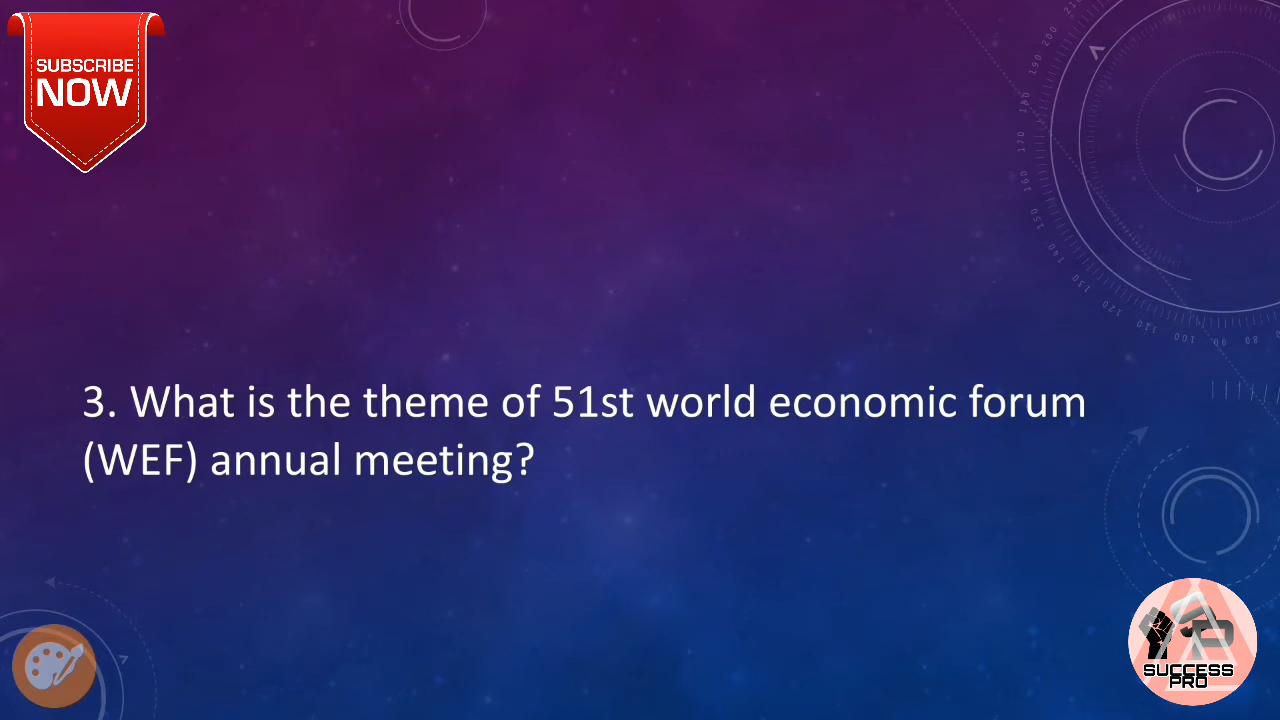 SUBSCRIBE
NOW
3. What is the theme of 51st world economic forum
(WEF) annual meeting?
SUCCESS
PRO